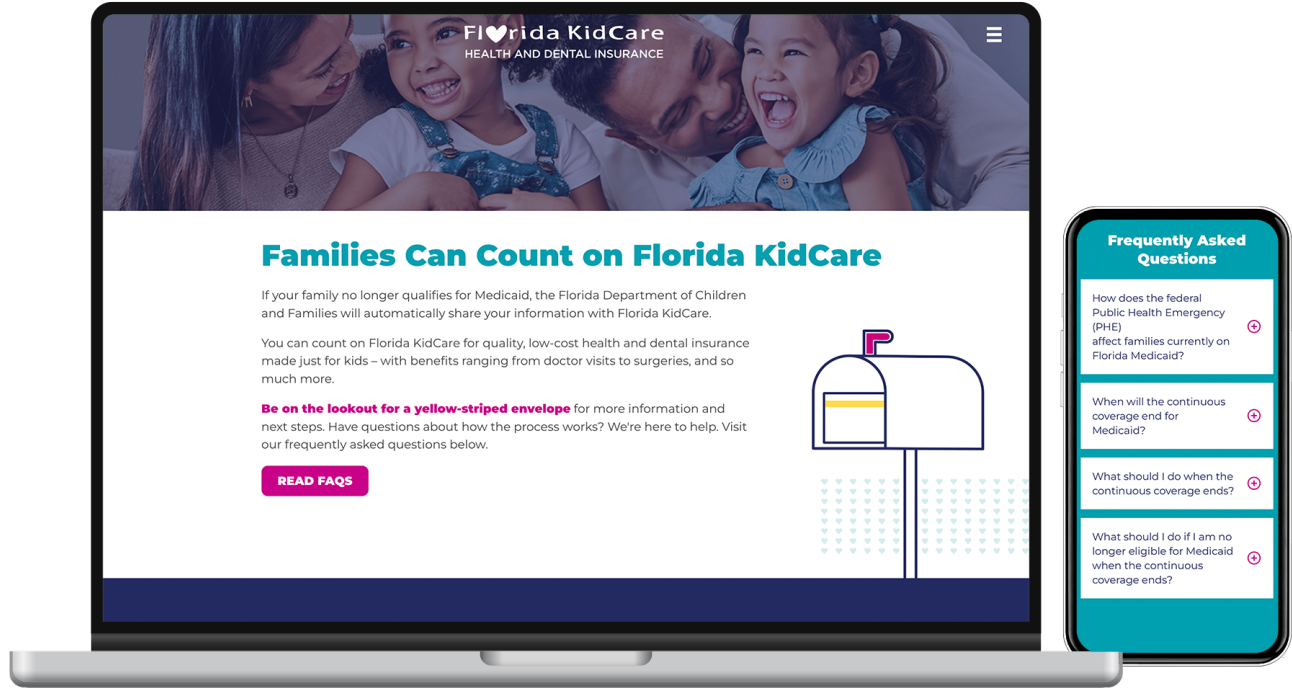 Florida KidCare
HEALTH AND DENTAL INSURANCE
Families Can Count on Florida KidCare
If your family no longer qualifies for Medicaid, the Florida Department of Children
and Families will automatically share your information with Florida KidCare.
You can count on Florida KidCare for quality, low-cost health and dental insurance
made just for kids – with benefits ranging from doctor visits to surgeries, and so
much more.
Be on the lookout for a yellow-striped envelope for more information and
next steps. Have questions about how the process works? We're here to help. Visit
our frequently asked questions below.
READ FAQS
Frequently Asked
Questions
How does the federal
Public Health Emergency
(PHE)
affect families currently on
Florida Medicaid?
When will the continuous
coverage end for
Medicaid?
What should I do when the
continuous coverage ends?
What should I do if I am no
longer eligible for Medicaid
when the continuous
coverage ends?